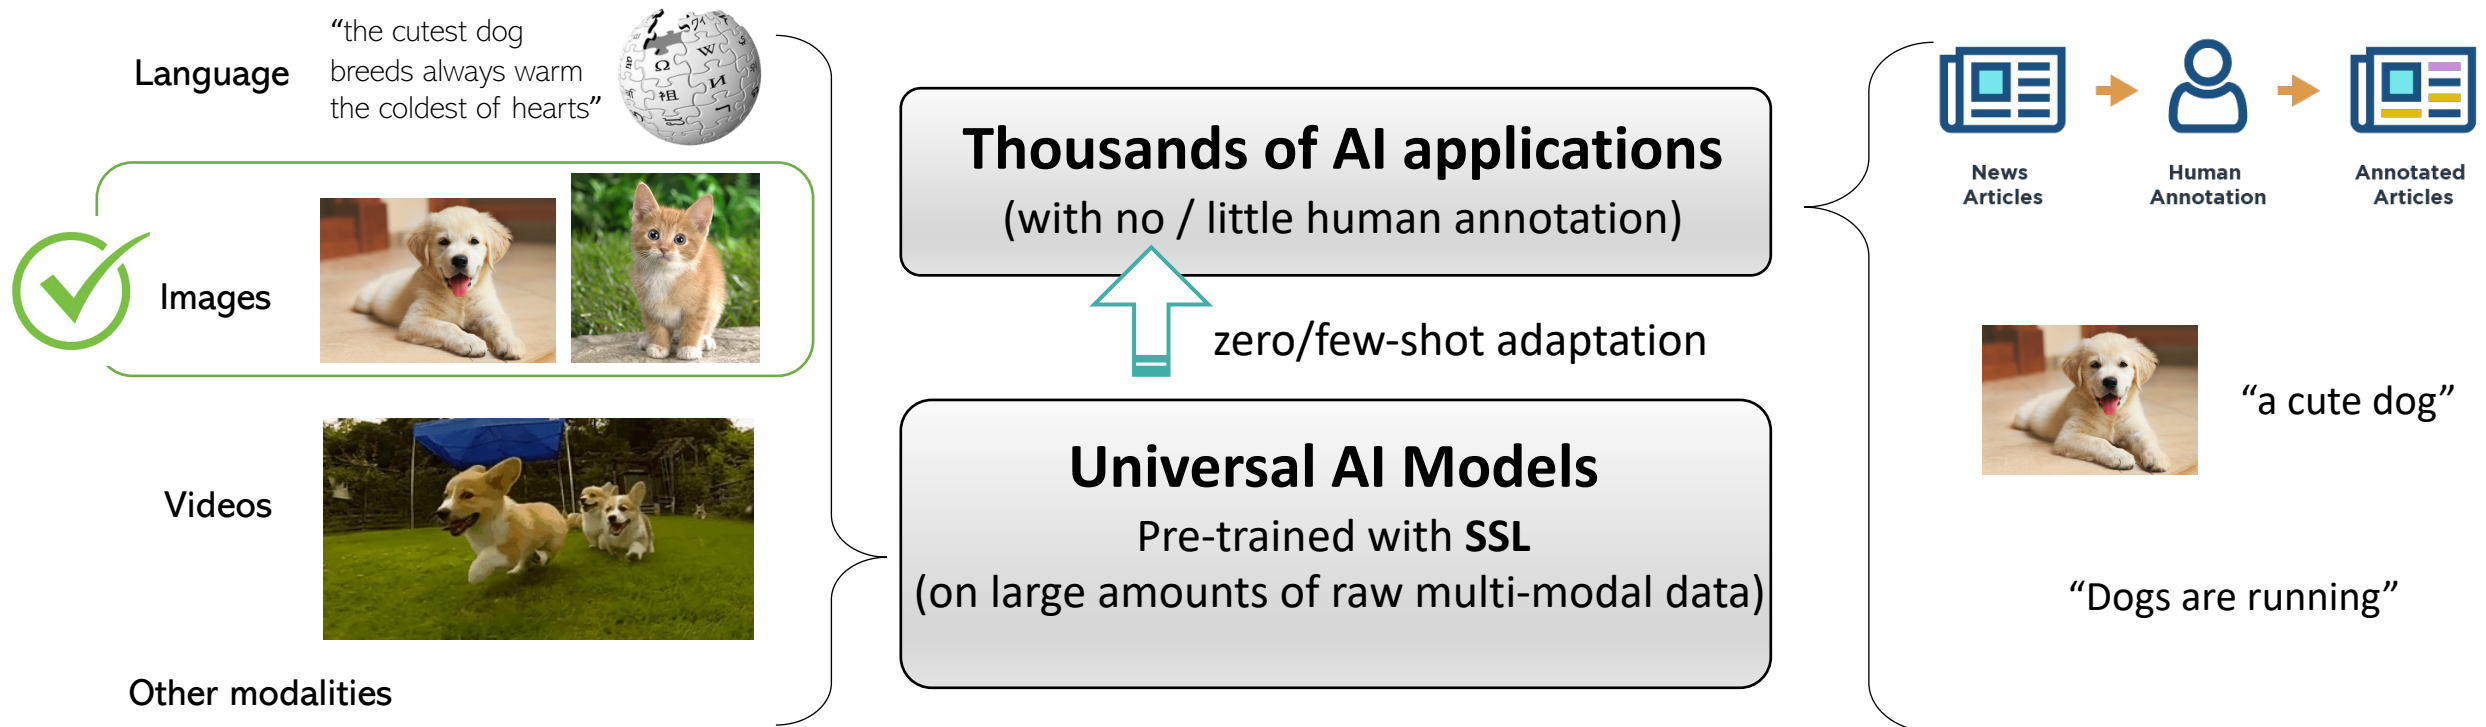 Language
“the cutest dog
breeds always warm
the coldest of hearts”
Images
Videos
Other modalities
Thousands of AI applications
(with no / little human annotation)
zero/few-shot adaptation
Universal AI Models
Pre-trained with SSL
(on large amounts of raw multi-modal data)
News
Articles
Human
Annotation
Annotated
Articles
“a cute dog”
“Dogs are running”